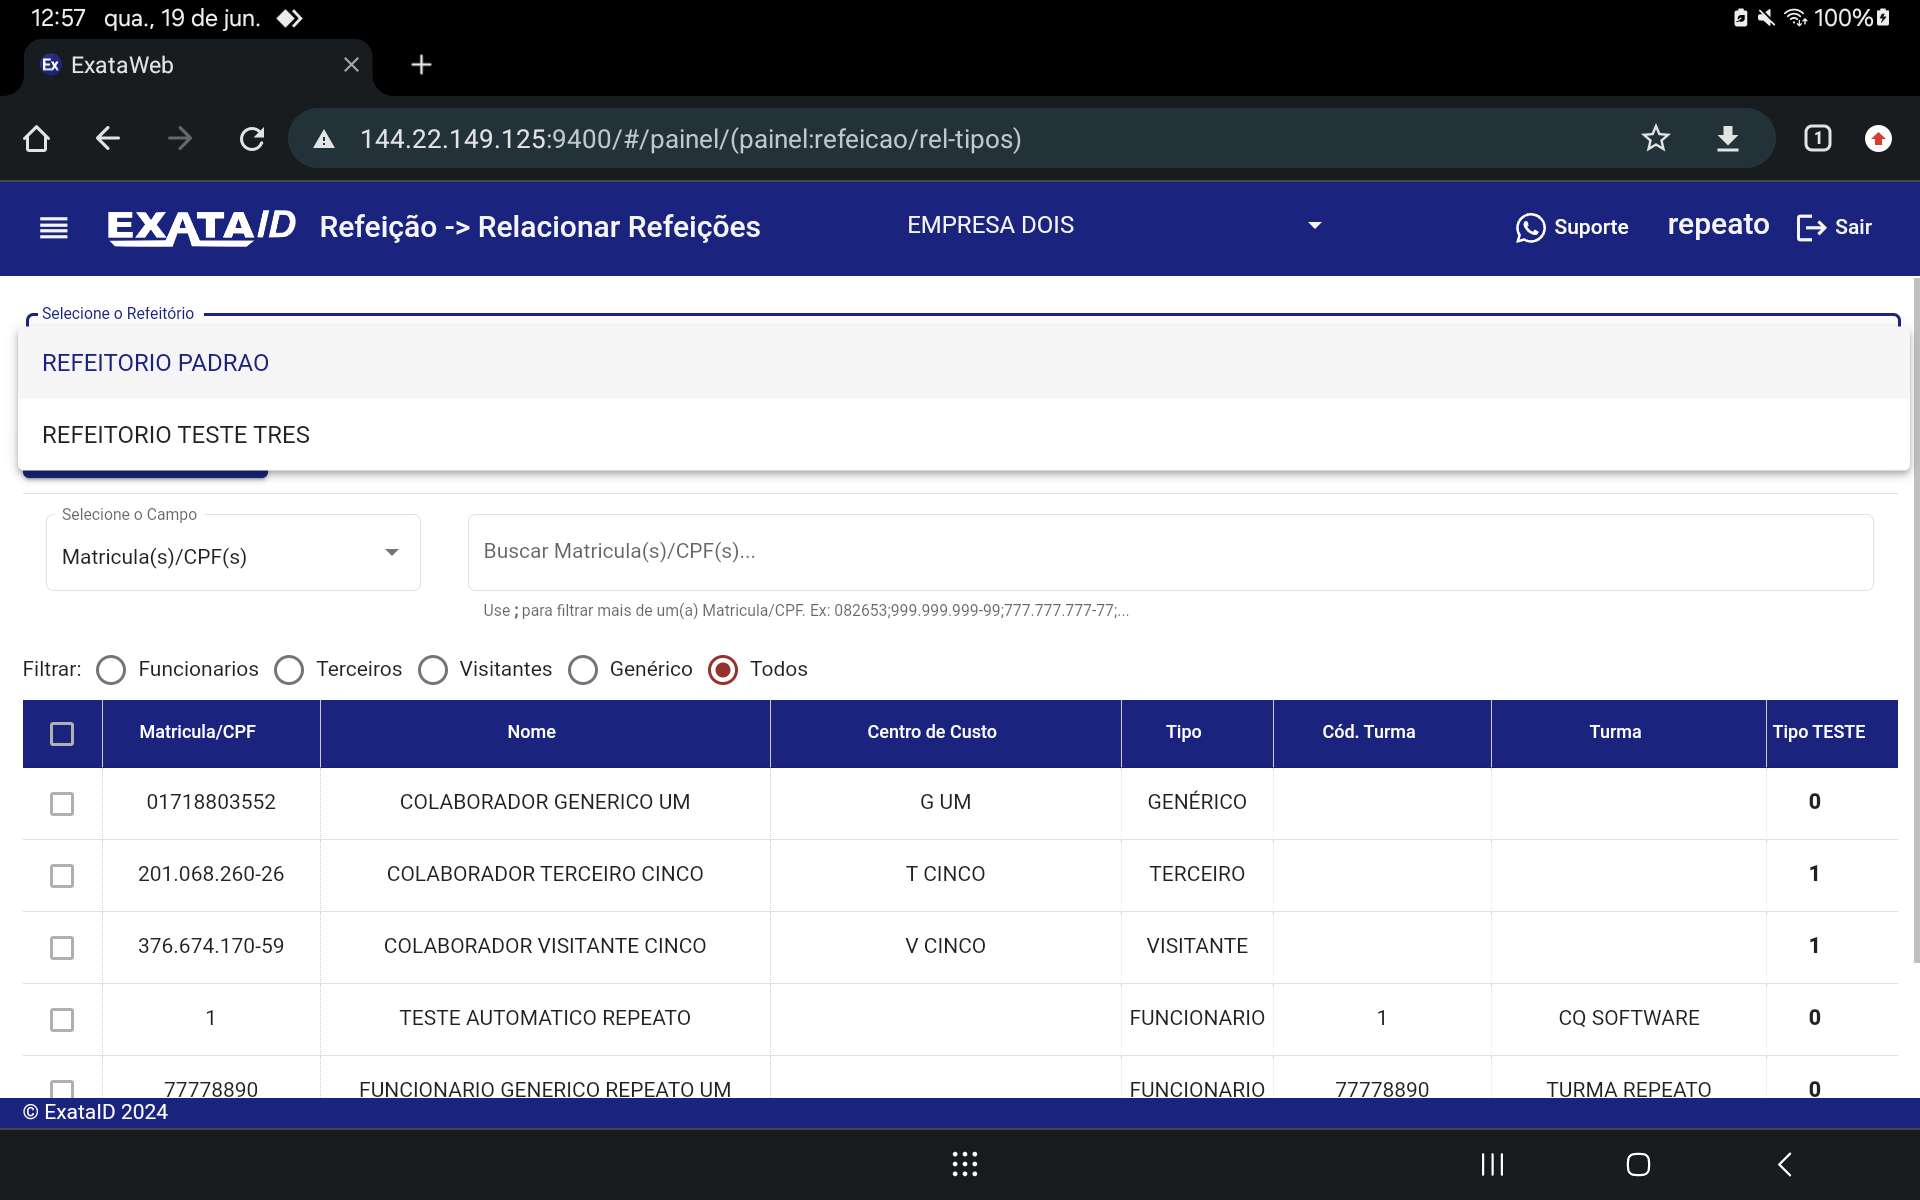 12:57 qua., 19 de jun. 100%
Ex ExataWeb
144.22.149.125:9400/#/painel/(painel:refeicao/rel-tipos) 1
EXATAID Refeição -> Relacionar Refeições EMPRESA DOIS Suporte repeato Sair
Selecione o Refeitório
REFEITORIO PADRAO
REFEITORIO TESTE TRES
Selecione o Campo
Matricula(s)/CPF(s) Buscar Matricula(s)/CPF(s)...
Use ; para filtrar mais de um(a) Matricula/CPF. Ex: 082653;999.999.999-99;777.777.777-77;...
Filtrar: Funcionarios Terceiros Visitantes Genérico Todos
Matricula/CPF Nome Centro de Custo Tipo Cód. Turma Turma Tipo TESTE
01718803552 COLABORADOR GENERICO UM G UM GENÉRICO 0
201.068.260-26 COLABORADOR TERCEIRO CINCO T CINCO TERCEIRO 1
376.674.170-59 COLABORADOR VISITANTE CINCO V CINCO VISITANTE 1
1 TESTE AUTOMATICO REPEATO FUNCIONARIO 1 CQ SOFTWARE 0
77778890 FUNCIONARIO GENERICO REPEATO UM FUNCIONARIO 77778890 TURMA REPEATO 0
© ExataID 2024